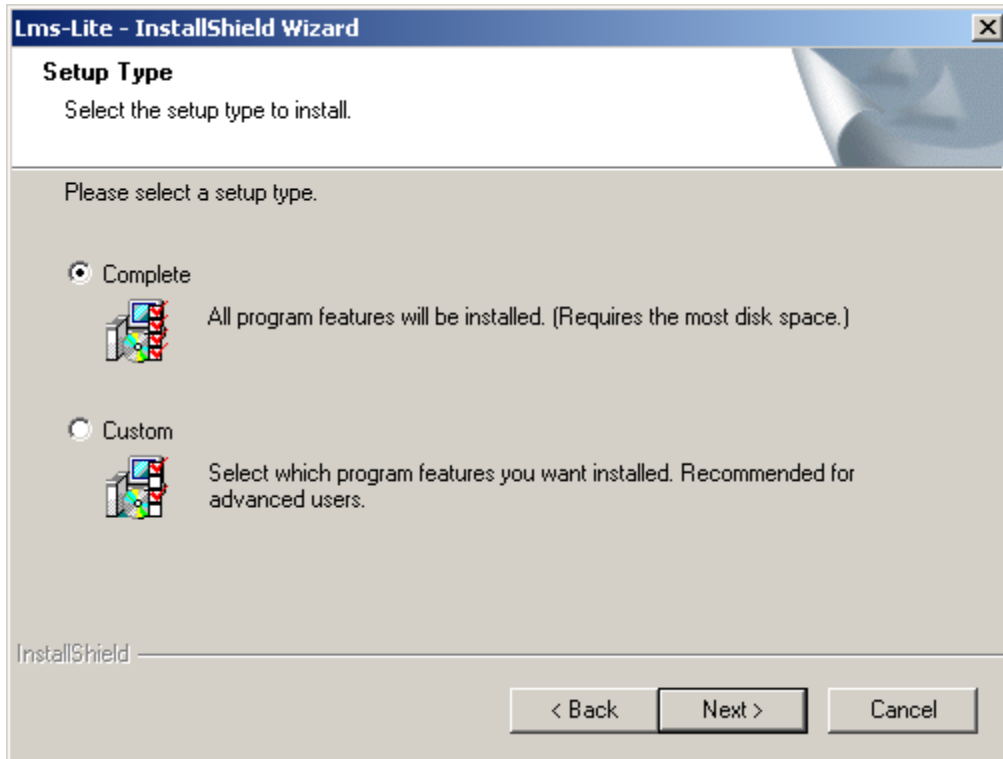 Lms-Lite - InstallShield Wizard
Setup Type
Select the setup type to install.
Please select a setup type.
Complete
All program features will be installed. (Requires the most disk space.)
Custom
Select which program features you want installed. Recommended for
advanced users.
InstallShield
< Back
Next >
Cancel